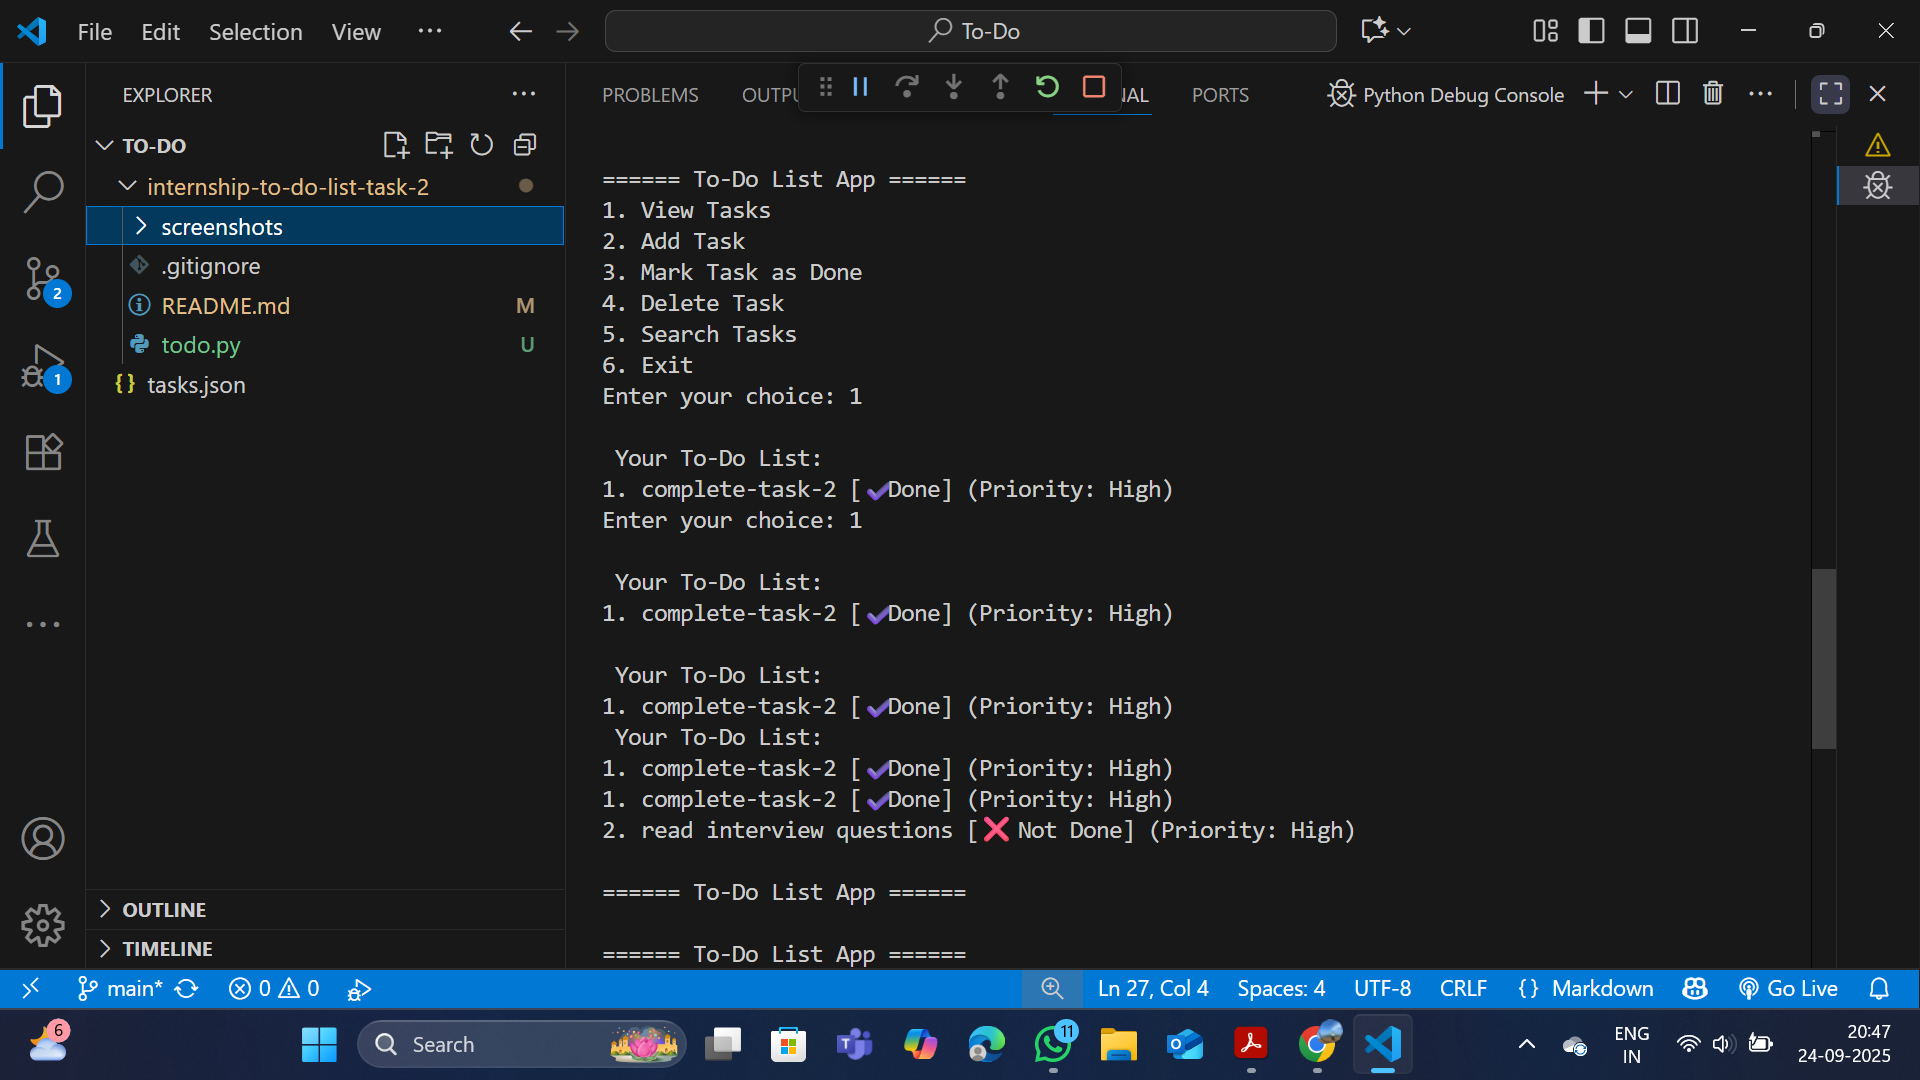 File Edit Selection View ··· To-Do
EXPLORER ···
TO-DO
internship-to-do-list-task-2
screenshots
.gitignore
README.md M
todo.py U
{} tasks.json
2
1
OUTLINE
TIMELINE
PROBLEMS OUTPU NAL PORTS Python Debug Console
====== To-Do List App ======
1. View Tasks
2. Add Task
3. Mark Task as Done
4. Delete Task
5. Search Tasks
6. Exit
Enter your choice: 1
Your To-Do List:
1. complete-task-2 [✔Done] (Priority: High)
Enter your choice: 1
Your To-Do List:
1. complete-task-2 [✔Done] (Priority: High)
Your To-Do List:
1. complete-task-2 [✔Done] (Priority: High)
Your To-Do List:
1. complete-task-2 [✔Done] (Priority: High)
1. complete-task-2 [✔Done] (Priority: High)
2. read interview questions [❌ Not Done] (Priority: High)
====== To-Do List App ======
====== To-Do List App ======
main* 0 0 Ln 27, Col 4 Spaces: 4 UTF-8 CRLF {} Markdown Go Live
6 Search 11 ENG IN 20:47
24-09-2025